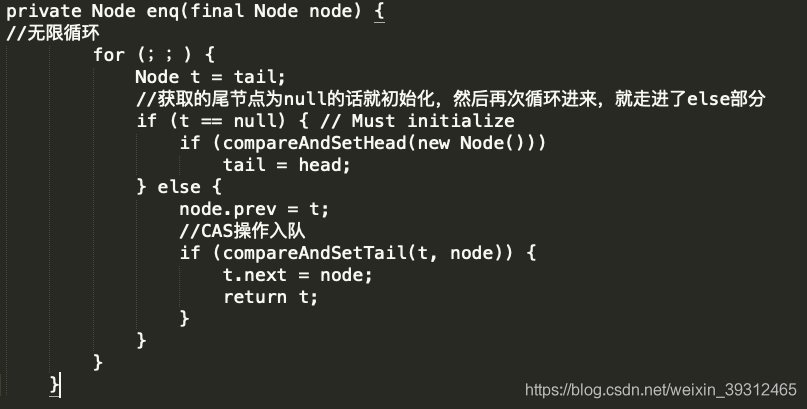 private Node enq(final Node node) {
//无限循环
        for (；；) {
            Node t = tail;
            //获取的尾节点为null的话就初始化，然后再次循环进来，就走进了else部分
            if (t == null) { // Must initialize
                if (compareAndSetHead(new Node()))
                    tail = head;
            } else {
                node.prev = t;
                //CAS操作入队
                if (compareAndSetTail(t, node)) {
                    t.next = node;
                    return t;
                }
            }
        }
    }
https://blog.csdn.net/weixin_39312465